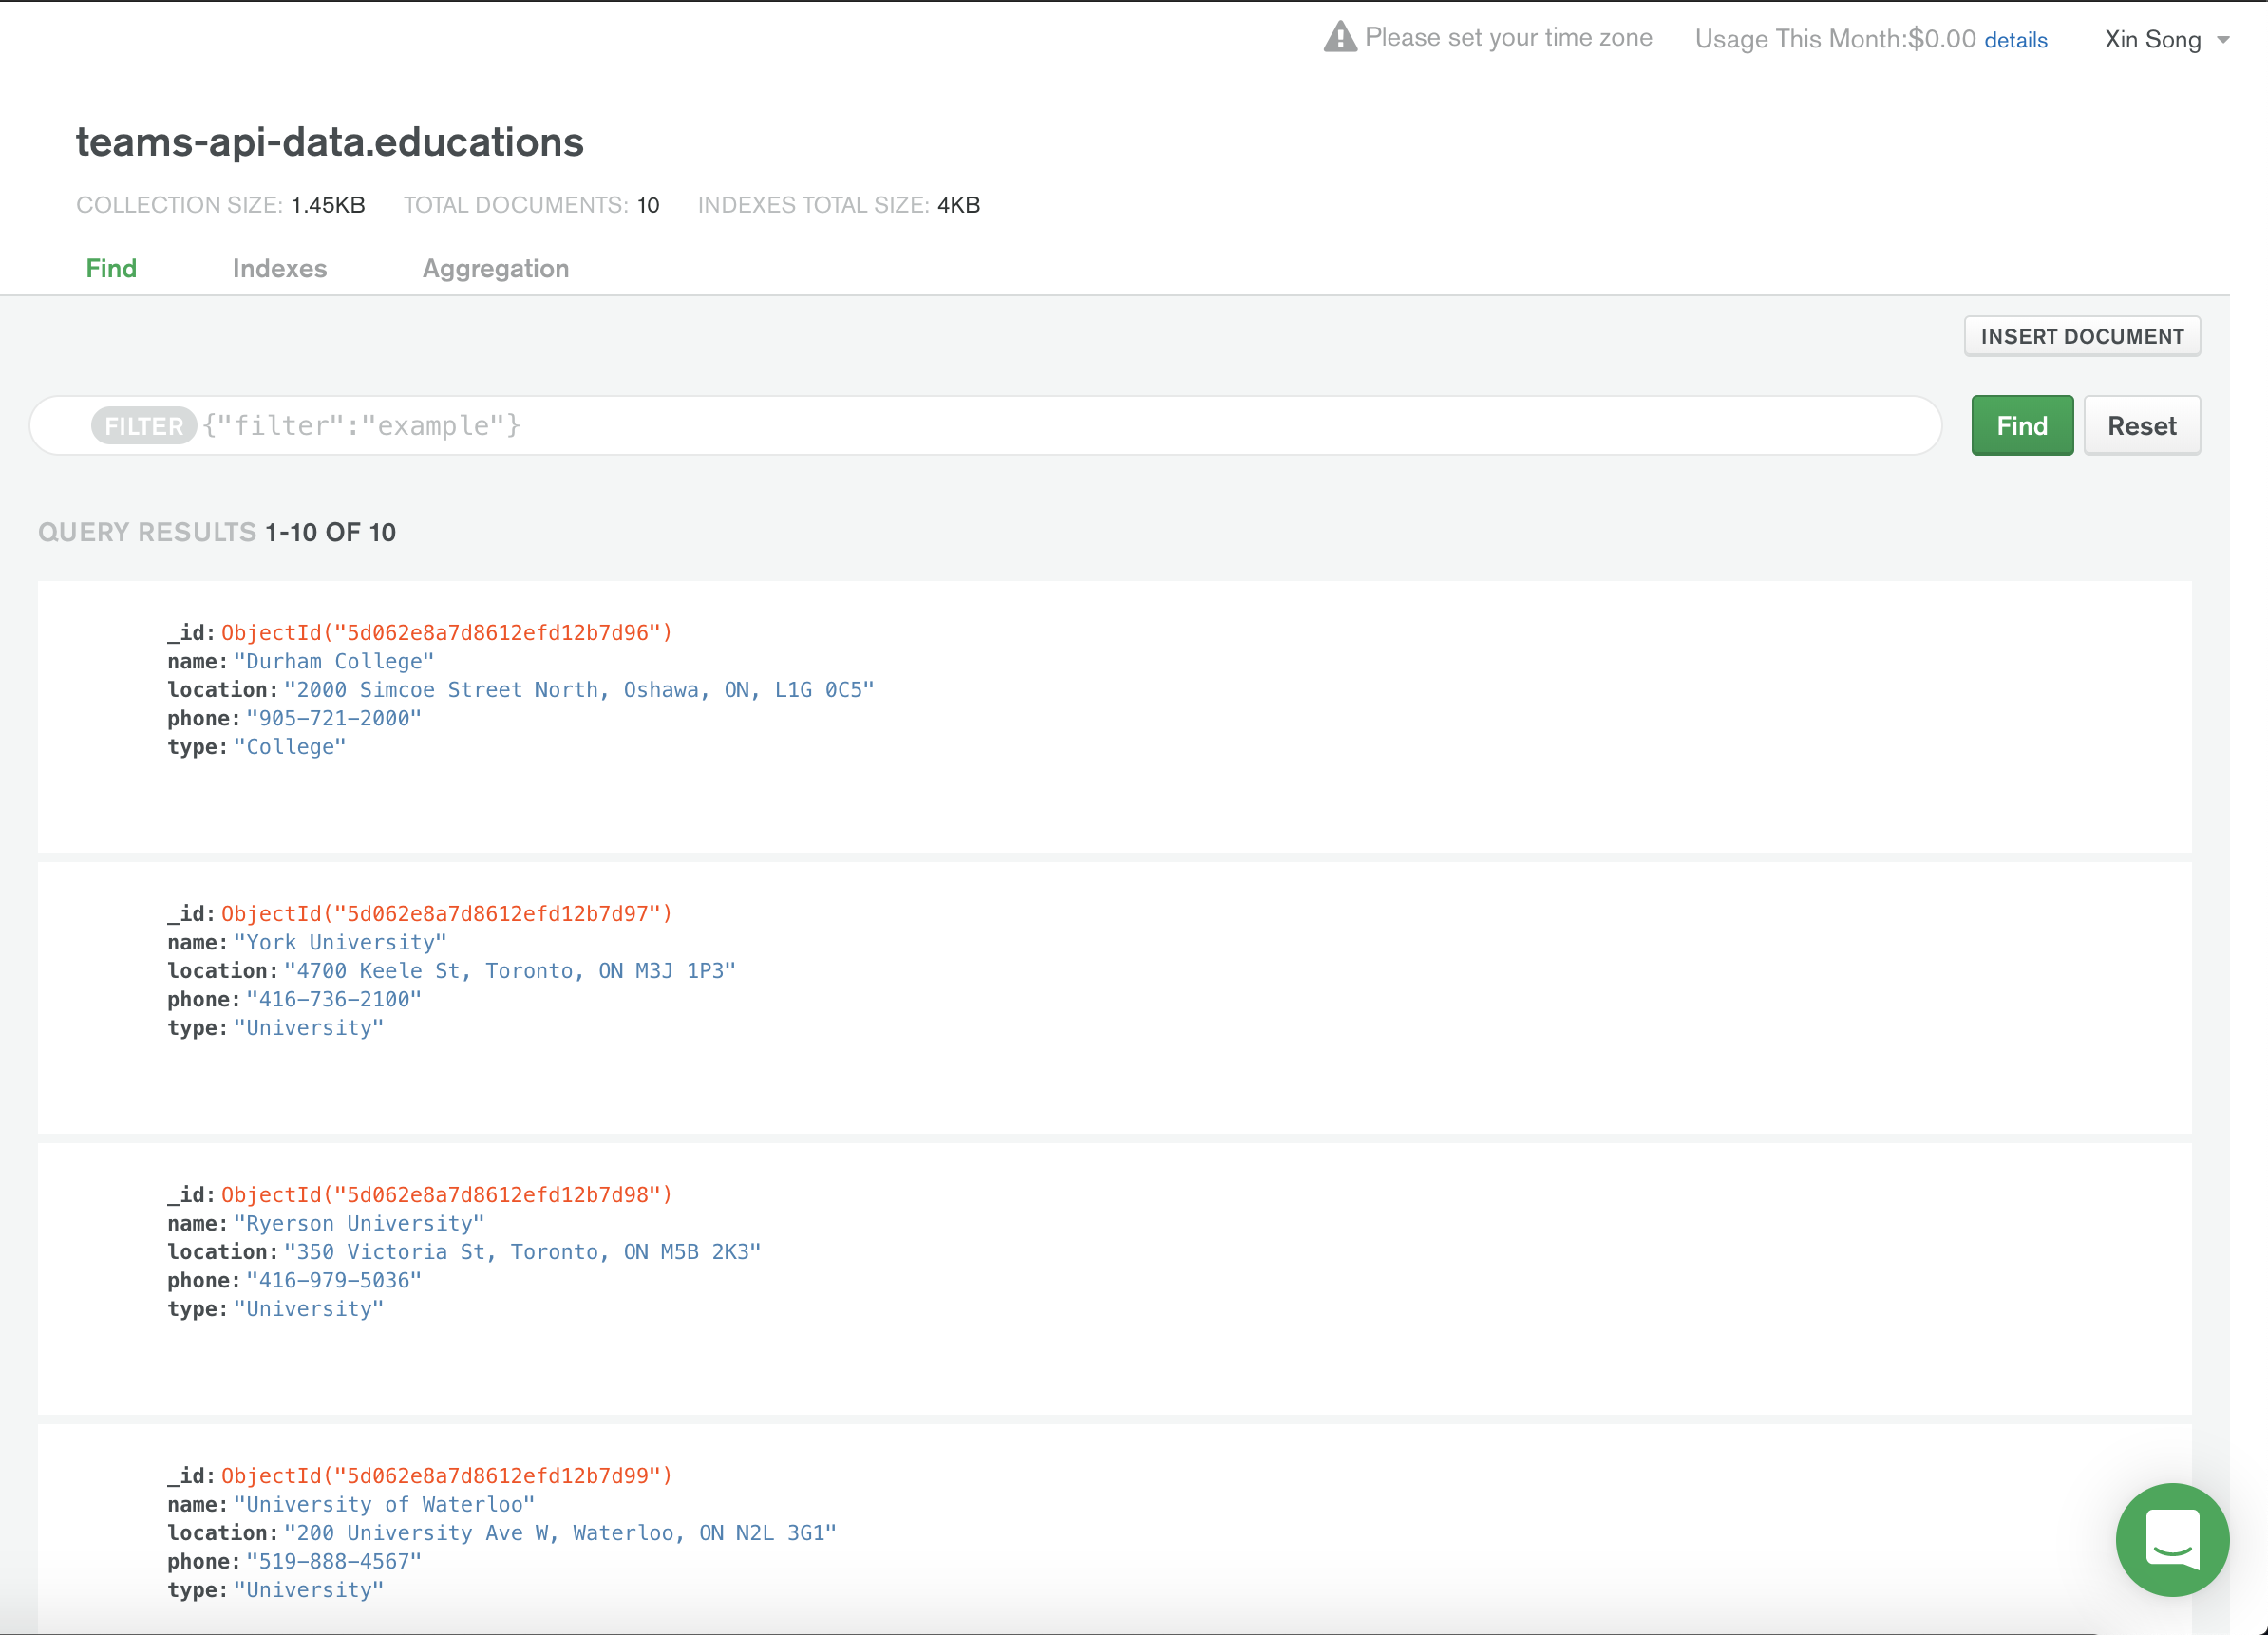 Please set your time zone Usage This Month:$0.00 details Xin Song
teams-api-data.educations
COLLECTION SIZE: 1.45KB TOTAL DOCUMENTS: 10 INDEXES TOTAL SIZE: 4KB
Find Indexes Aggregation
INSERT DOCUMENT
FILTER {"filter":"example"} Find Reset
QUERY RESULTS 1-10 OF 10
_id: ObjectId("5d062e8a7d8612efd12b7d96")
name: "Durham College"
location: "2000 Simcoe Street North, Oshawa, ON, L1G 0C5"
phone: "905-721-2000"
type: "College"
_id: ObjectId("5d062e8a7d8612efd12b7d97")
name: "York University"
location: "4700 Keele St, Toronto, ON M3J 1P3"
phone: "416-736-2100"
type: "University"
_id: ObjectId("5d062e8a7d8612efd12b7d98")
name: "Ryerson University"
location: "350 Victoria St, Toronto, ON M5B 2K3"
phone: "416-979-5036"
type: "University"
_id: ObjectId("5d062e8a7d8612efd12b7d99")
name: "University of Waterloo"
location: "200 University Ave W, Waterloo, ON N2L 3G1"
phone: "519-888-4567"
type: "University"